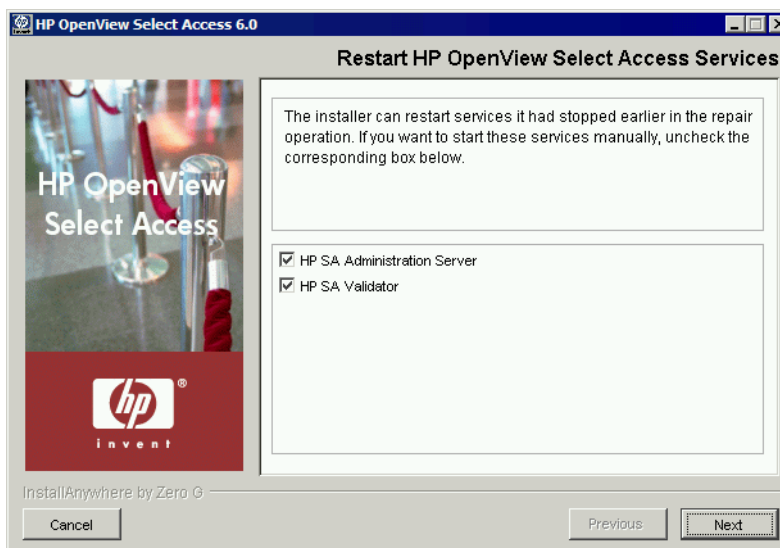 HP OpenView Select Access 6.0
Restart HP OpenView Select Access Services
HP OpenView
Select Access
hp
®
invent
The installer can restart services it had stopped earlier in the repair
operation. If you want to start these services manually, uncheck the
corresponding box below.
HP SA Administration Server
HP SA Validator
InstallAnywhere by Zero G
Cancel
Previous
Next